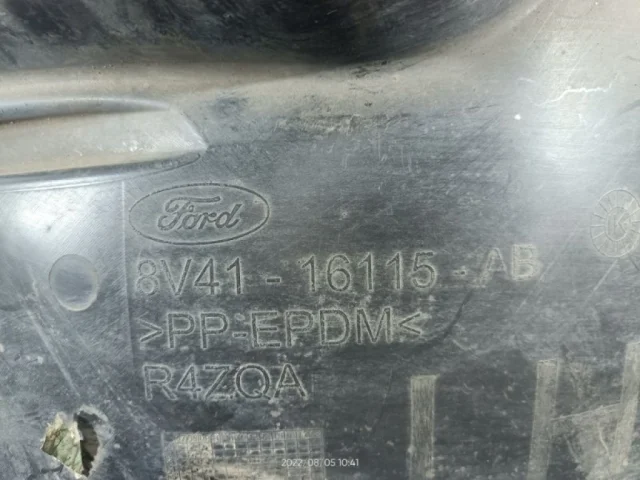 Ford
8V41-16115-AB
>PP-EPDM<
R4ZQA
2022.08.05 10:41